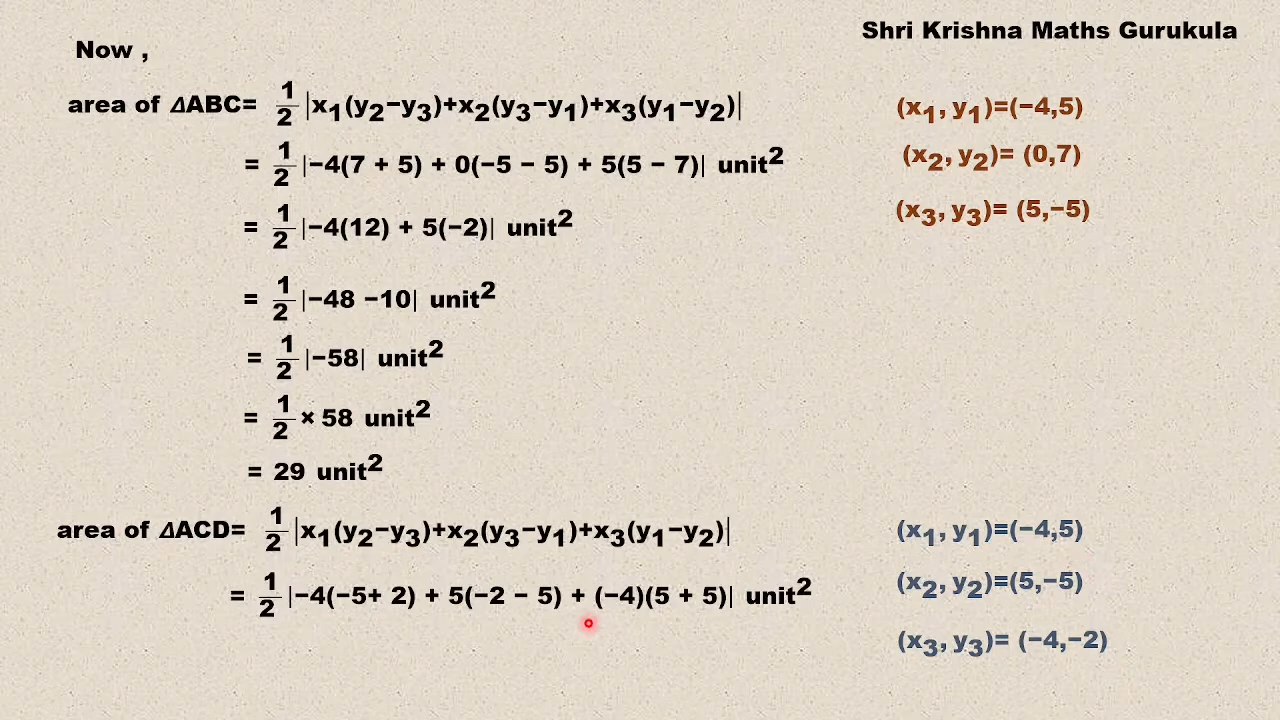 Shri Krishna Maths Gurukula
Now ,
area of ΔABC= 1/2 |x₁(y₂−y₃)+x₂(y₃−y₁)+x₃(y₁−y₂)|
(x₁, y₁)=(−4,5)
= 1/2 |−4(7 + 5) + 0(−5 − 5) + 5(5 − 7)| unit²
(x₂, y₂)= (0,7)
= 1/2 |−4(12) + 5(−2)| unit²
(x₃, y₃)= (5,−5)
= 1/2 |−48 −10| unit²
= 1/2 |−58| unit²
= 1/2 × 58 unit²
= 29 unit²
area of ΔACD= 1/2 |x₁(y₂−y₃)+x₂(y₃−y₁)+x₃(y₁−y₂)|
(x₁, y₁)=(−4,5)
= 1/2 |−4(−5+ 2) + 5(−2 − 5) + (−4)(5 + 5)| unit²
(x₂, y₂)=(5,−5)
(x₃, y₃)= (−4,−2)